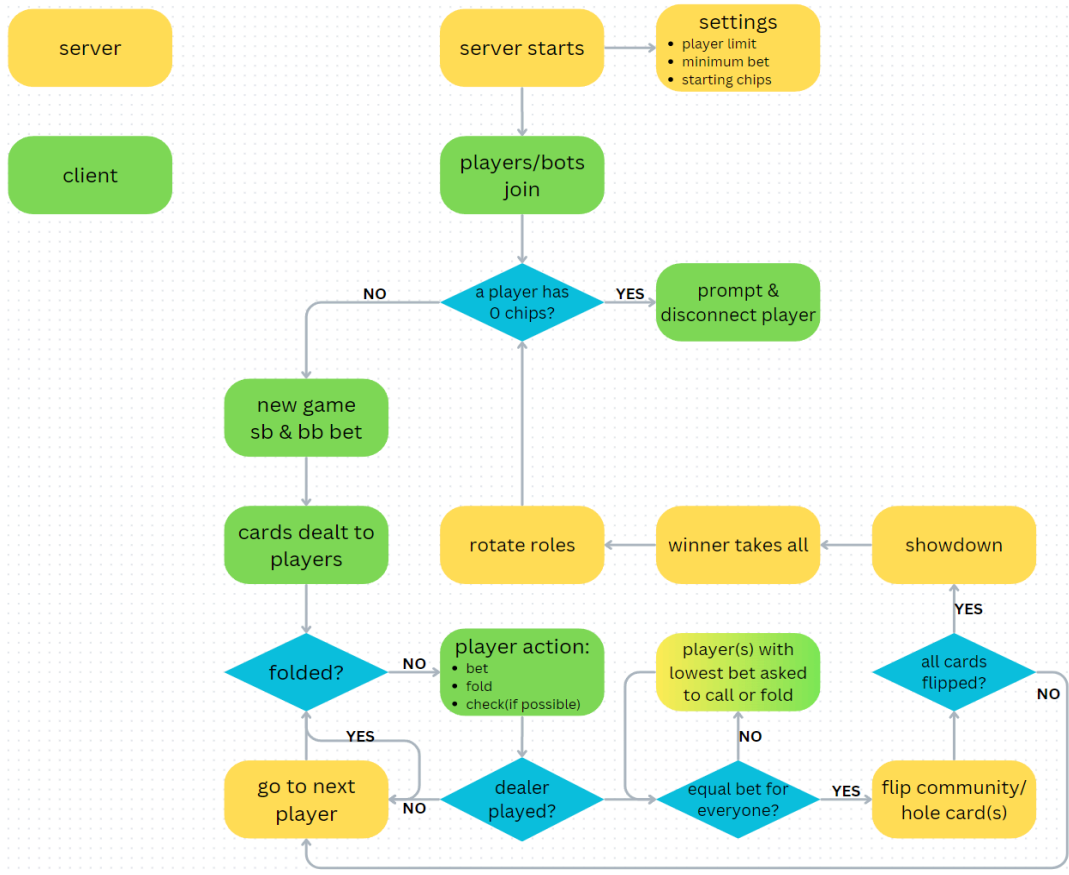 server
server starts
settings
• player limit
• minimum bet
• starting chips
client
players/bots
join
a player has
0 chips?
NO
YES
prompt &
disconnect player
new game
sb & bb bet
cards dealt to
players
rotate roles
winner takes all
showdown
YES
folded?
NO
player action:
• bet
• fold
• check(if possible)
player(s) with
lowest bet asked
to call or fold
all cards
flipped?
NO
YES
NO
go to next
player
NO
dealer
played?
equal bet for
everyone?
YES
flip community/
hole card(s)